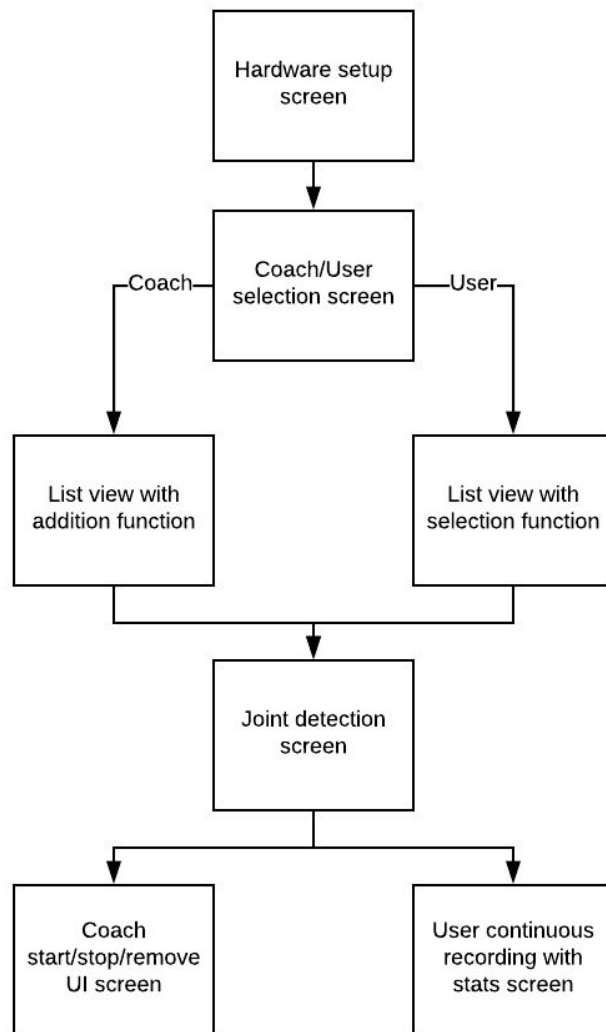 Hardware setup
screen
Coach/User
selection screen
Coach
User
List view with
addition function
List view with
selection function
Joint detection
screen
Coach
start/stop/remove
UI screen
User continuous
recording with
stats screen